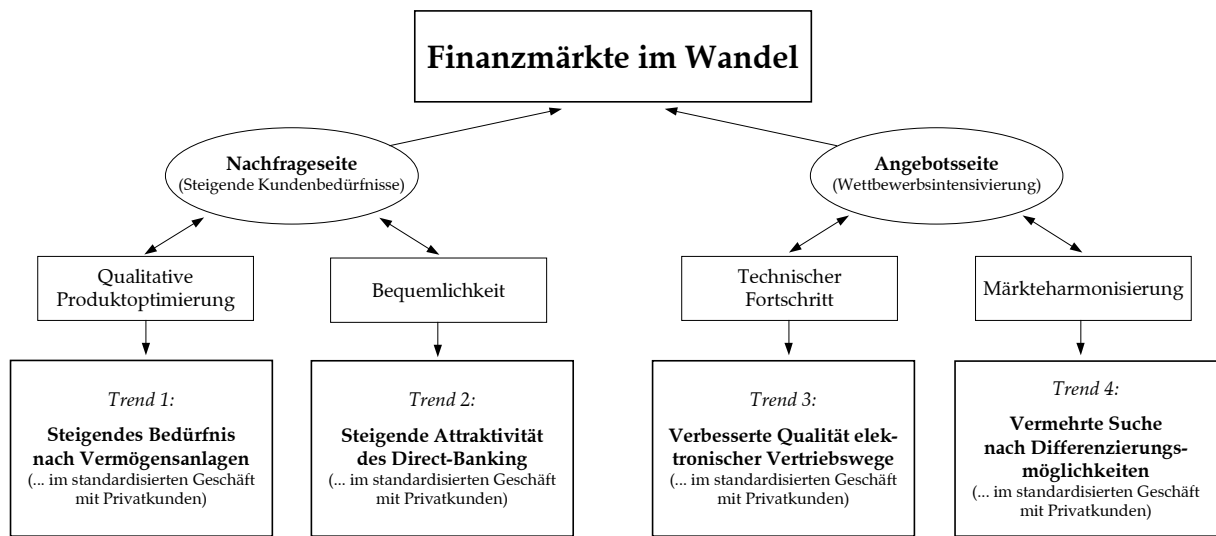 Finanzmärkte im Wandel
Nachfrageseite
(Steigende Kundenbedürfnisse)
Angebotsseite
(Wettbewerbsintensivierung)
Qualitative
Produktoptimierung
Bequemlichkeit
Technischer
Fortschritt
Märkteharmonisierung
Trend 1:
Steigendes Bedürfnis
nach Vermögensanlagen
(... im standardisierten Geschäft
mit Privatkunden)
Trend 2:
Steigende Attraktivität
des Direct-Banking
(... im standardisierten Geschäft
mit Privatkunden)
Trend 3:
Verbesserte Qualität elek-
tronischer Vertriebswege
(... im standardisierten Geschäft
mit Privatkunden)
Trend 4:
Vermehrte Suche
nach Differenzierungs-
möglichkeiten
(... im standardisierten Geschäft
mit Privatkunden)